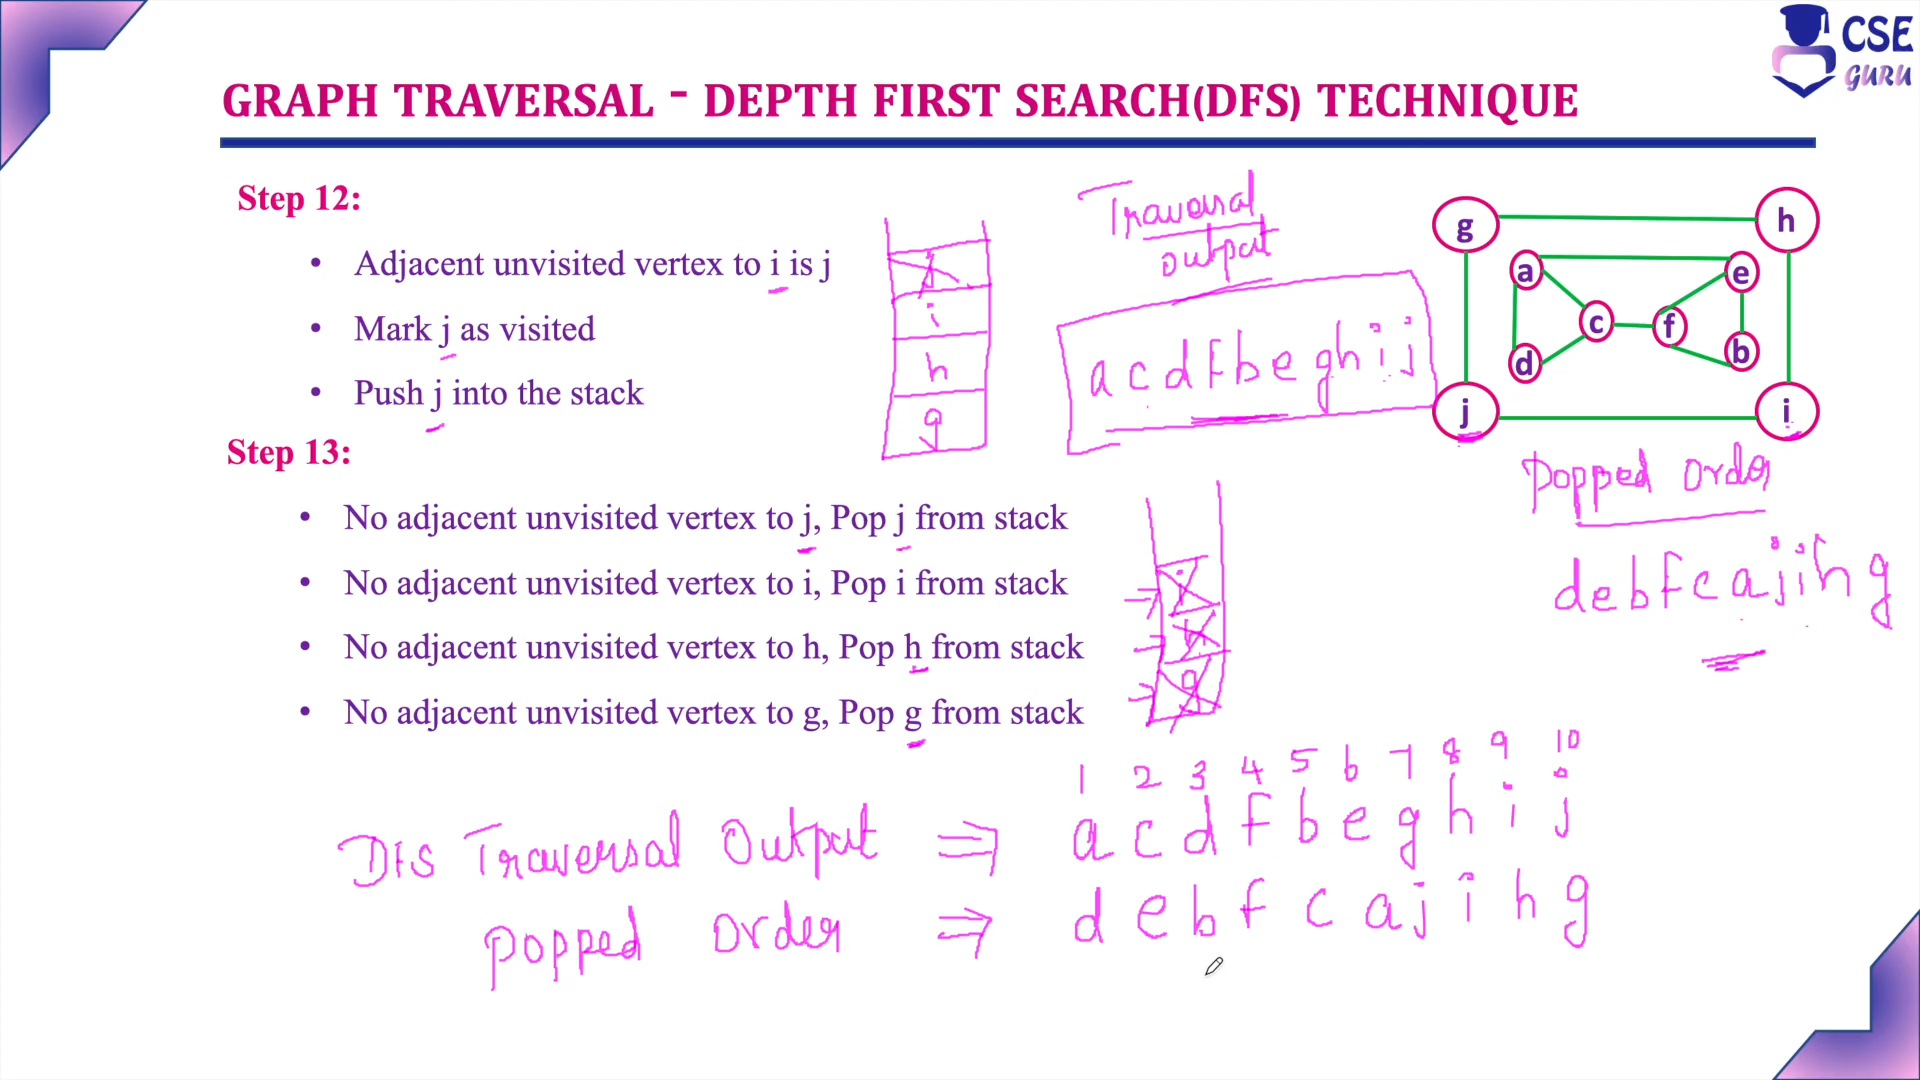 CSE
GURU
GRAPH TRAVERSAL - DEPTH FIRST SEARCH(DFS) TECHNIQUE
Step 12:
• Adjacent unvisited vertex to i is j
• Mark j as visited
• Push j into the stack
j
i
h
g
Traversal
output
a c d f b e g h i j
g h
a e
c f
d b
j i
Step 13:
• No adjacent unvisited vertex to j, Pop j from stack
• No adjacent unvisited vertex to i, Pop i from stack
• No adjacent unvisited vertex to h, Pop h from stack
• No adjacent unvisited vertex to g, Pop g from stack
i
h
g
Popped Order
d e b f c a j i h g
1 2 3 4 5 6 7 8 9 10
DFS Traversal Output ⇒ a c d f b e g h i j
Popped Order ⇒ d e b f c a j i h g